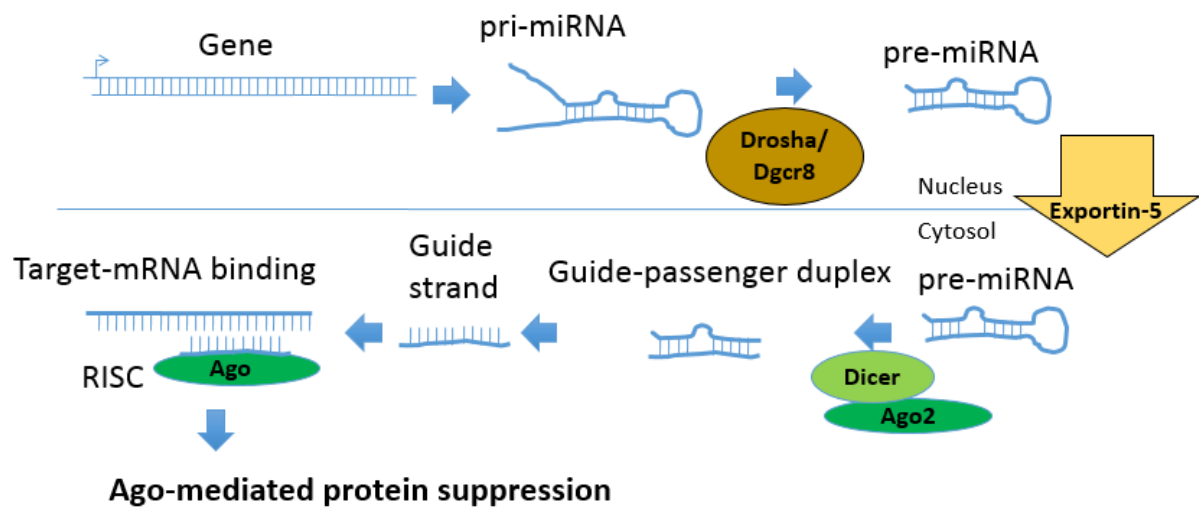 Gene
pri-miRNA
pre-miRNA
Drosha/
Dgcr8
Nucleus
Exportin-5
Cytosol
pre-miRNA
Guide-passenger duplex
Guide
strand
Target-mRNA binding
Dicer
Ago2
RISC
Ago
Ago-mediated protein suppression